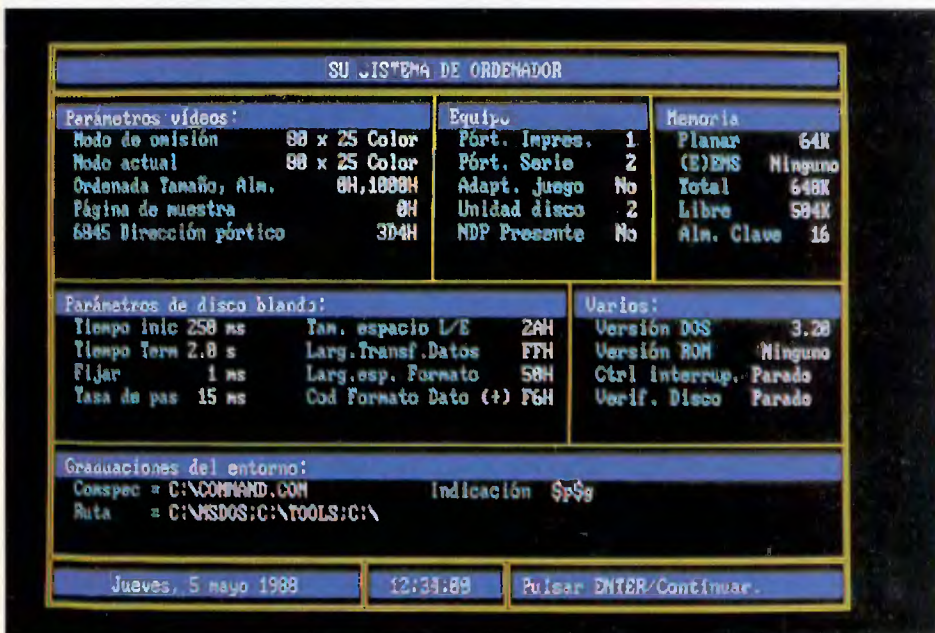 SU SISTEMA DE ORDENADOR
Parámetros vídeos:
Modo de omisión 80 x 25 Color
Modo actual 80 x 25 Color
Ordenada Tamaño, Alm. 0H,1000H
Página de muestra 0H
6845 Dirección pórtico 3D4H
Equipo
Pórt. Impres. 1
Pórt. Serie 2
Adapt. juego No
Unidad disco 2
NDP Presente No
Memoria
Planar 64K
(E)EMS Ninguno
Total 640K
Libre 504K
Alm. Clave 16
Parámetros de disco blando:
Tiempo inic 250 ms
Tiempo Term 2.0 s
Fijar 1 ms
Tasa de pas 15 ms
Tam. espacio L/E 2AH
Larg.Transf.Datos FFH
Larg.esp. Formato 50H
Cod Formato Dato (+) F6H
Varios:
Versión DOS 3.20
Versión ROM Ninguno
Ctrl interrup. Parado
Verif. Disco Parado
Graduaciones del entorno:
Comspec = C:\COMMAND.COM Indicación $p$g
Ruta = C:\MSDOS;C:\TOOLS;C:\
Jueves, 5 mayo 1988
12:34:00
Pulsar ENTER/Continuar.